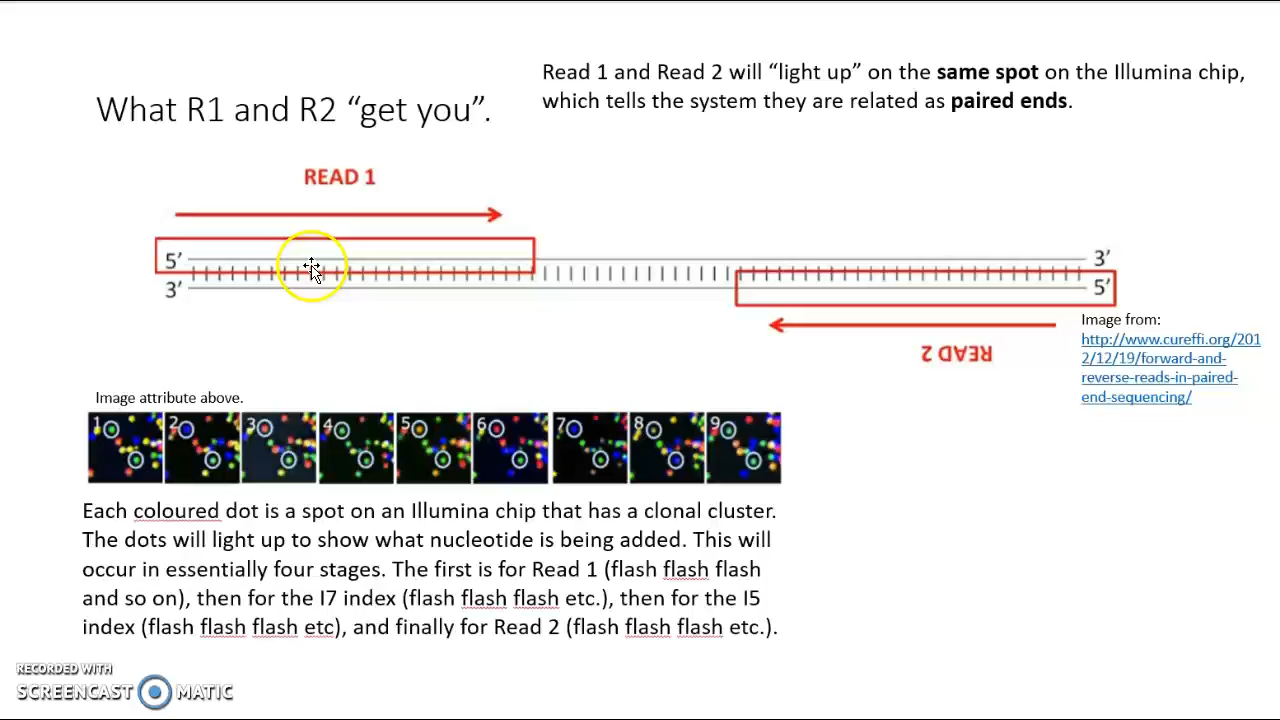 Read 1 and Read 2 will “light up” on the same spot on the Illumina chip,
which tells the system they are related as paired ends.
What R1 and R2 “get you”.
READ 1
5’
3’
3’
5’
READ 2
Image from:
http://www.cureffi.org/201
2/12/19/forward-and-
reverse-reads-in-paired-
end-sequencing/
Image attribute above.
1 2 3 4 5 6 7 8 9
Each coloured dot is a spot on an Illumina chip that has a clonal cluster.
The dots will light up to show what nucleotide is being added. This will
occur in essentially four stages. The first is for Read 1 (flash flash flash
and so on), then for the I7 index (flash flash flash etc.), then for the I5
index (flash flash flash etc), and finally for Read 2 (flash flash flash etc.).
RECORDED WITH
SCREENCAST MATIC